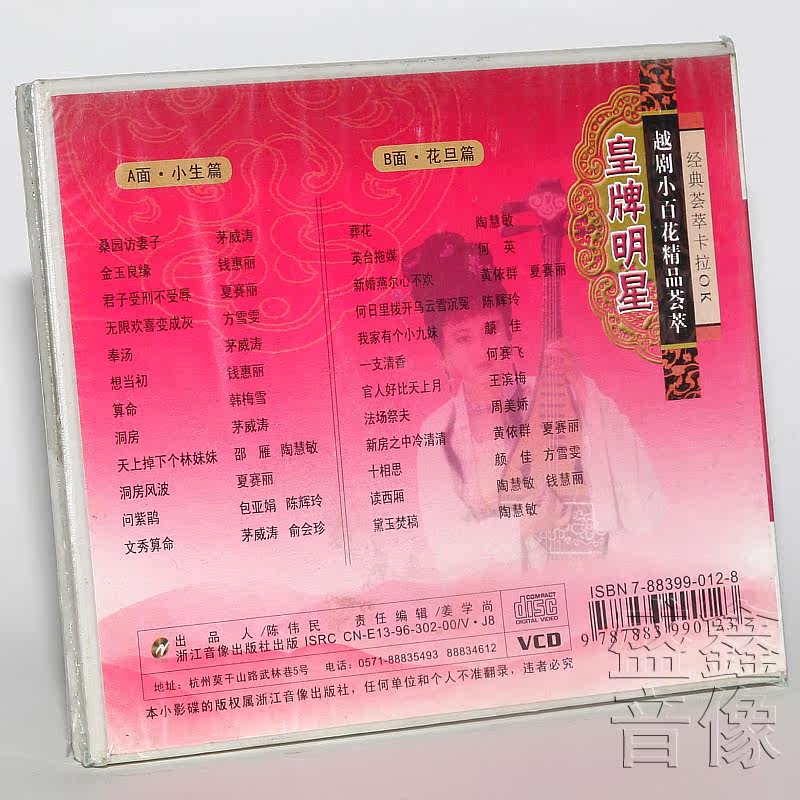 经典荟萃卡拉OK
越剧小百花精品荟萃
皇牌明星
A面·小生篇
桑园访妻子 茅威涛
金玉良缘 钱惠丽
君子受刑不受辱 夏赛丽
无限欢喜变成灰 方雪雯
奉汤 茅威涛
想当初 钱惠丽
算命 韩梅雪
洞房 茅威涛
天上掉下个林妹妹 邵雁 陶慧敏
洞房风波 夏赛丽
问紫鹃 包亚娟 陈辉玲
文秀算命 茅威涛 俞会珍
B面·花旦篇
葬花 陶慧敏
英台拖媒 何英
新婚燕尔心不欢 黄依群 夏赛丽
何日里拨开乌云雪沉冤 陈辉玲
我家有个小九妹 颜佳
一支清香 何赛飞
官人好比天上月 王滨梅
法场祭夫 周美娇
新房之中冷清清 黄依群 夏赛丽
十相思 颜佳 方雪雯
读西厢 陶慧敏 钱慧丽
黛玉焚稿 陶慧敏
出品人/陈伟民 责任编辑/姜学尚
浙江音像出版社出版 ISRC CN-E13-96-302-00/V·J8
地址：杭州莫干山路武林巷5号 电话：0571-88835493 88834612
本小影碟的版权属浙江音像出版社，任何单位和个人不准翻录，违者必究
COMPACT
disc
DIGITAL VIDEO
VCD
ISBN 7-88399-012-8
9 787883 990123
益鑫
音像